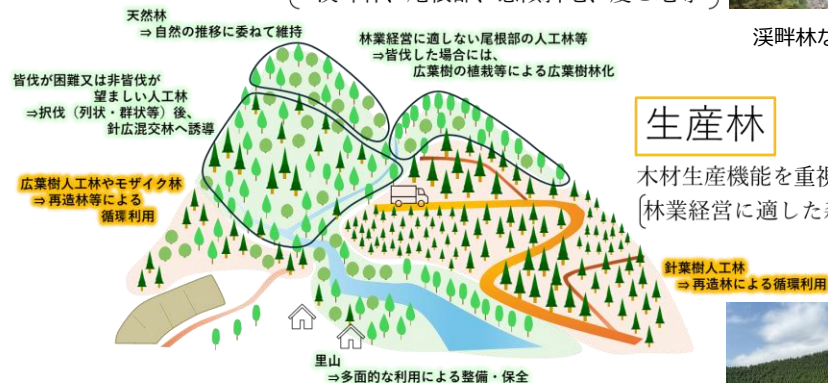 天然林
⇒自然の推移に委ねて維持
林業経営に適しない尾根部の人工林等
⇒皆伐した場合には、
広葉樹の植栽等による広葉樹林化
渓畔林な
皆伐が困難又は非皆伐が
望ましい人工林
⇒択伐（列状・群状等）後、
針広混交林へ誘導
生産林
木材生産機能を重視
林業経営に適した
広葉樹人工林やモザイク林
⇒再造林等による
循環利用
針葉樹人工林
⇒再造林による循環利用
里山
⇒多面的な利用による整備・保全